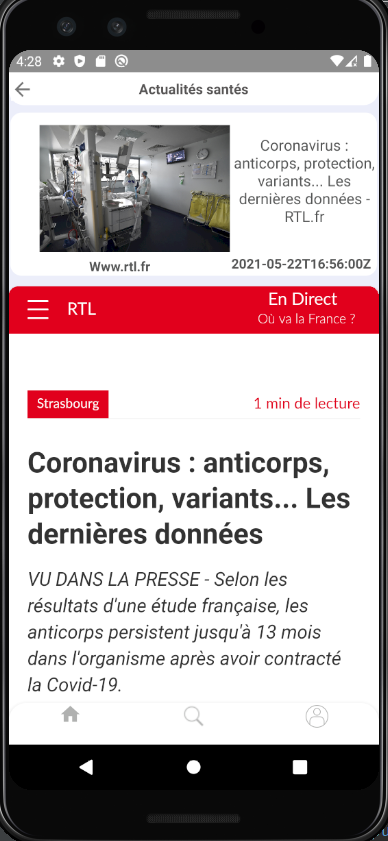 4:28
Actualités santés
Coronavirus :
anticorps, protection,
variants... Les
dernières données -
RTL.fr
Www.rtl.fr
2021-05-22T16:56:00Z
RTL
En Direct
Où va la France ?
Strasbourg
1 min de lecture
Coronavirus : anticorps,
protection, variants... Les
dernières données
VU DANS LA PRESSE - Selon les
résultats d'une étude française, les
anticorps persistent jusqu'à 13 mois
dans l'organisme après avoir contracté
la Covid-19.